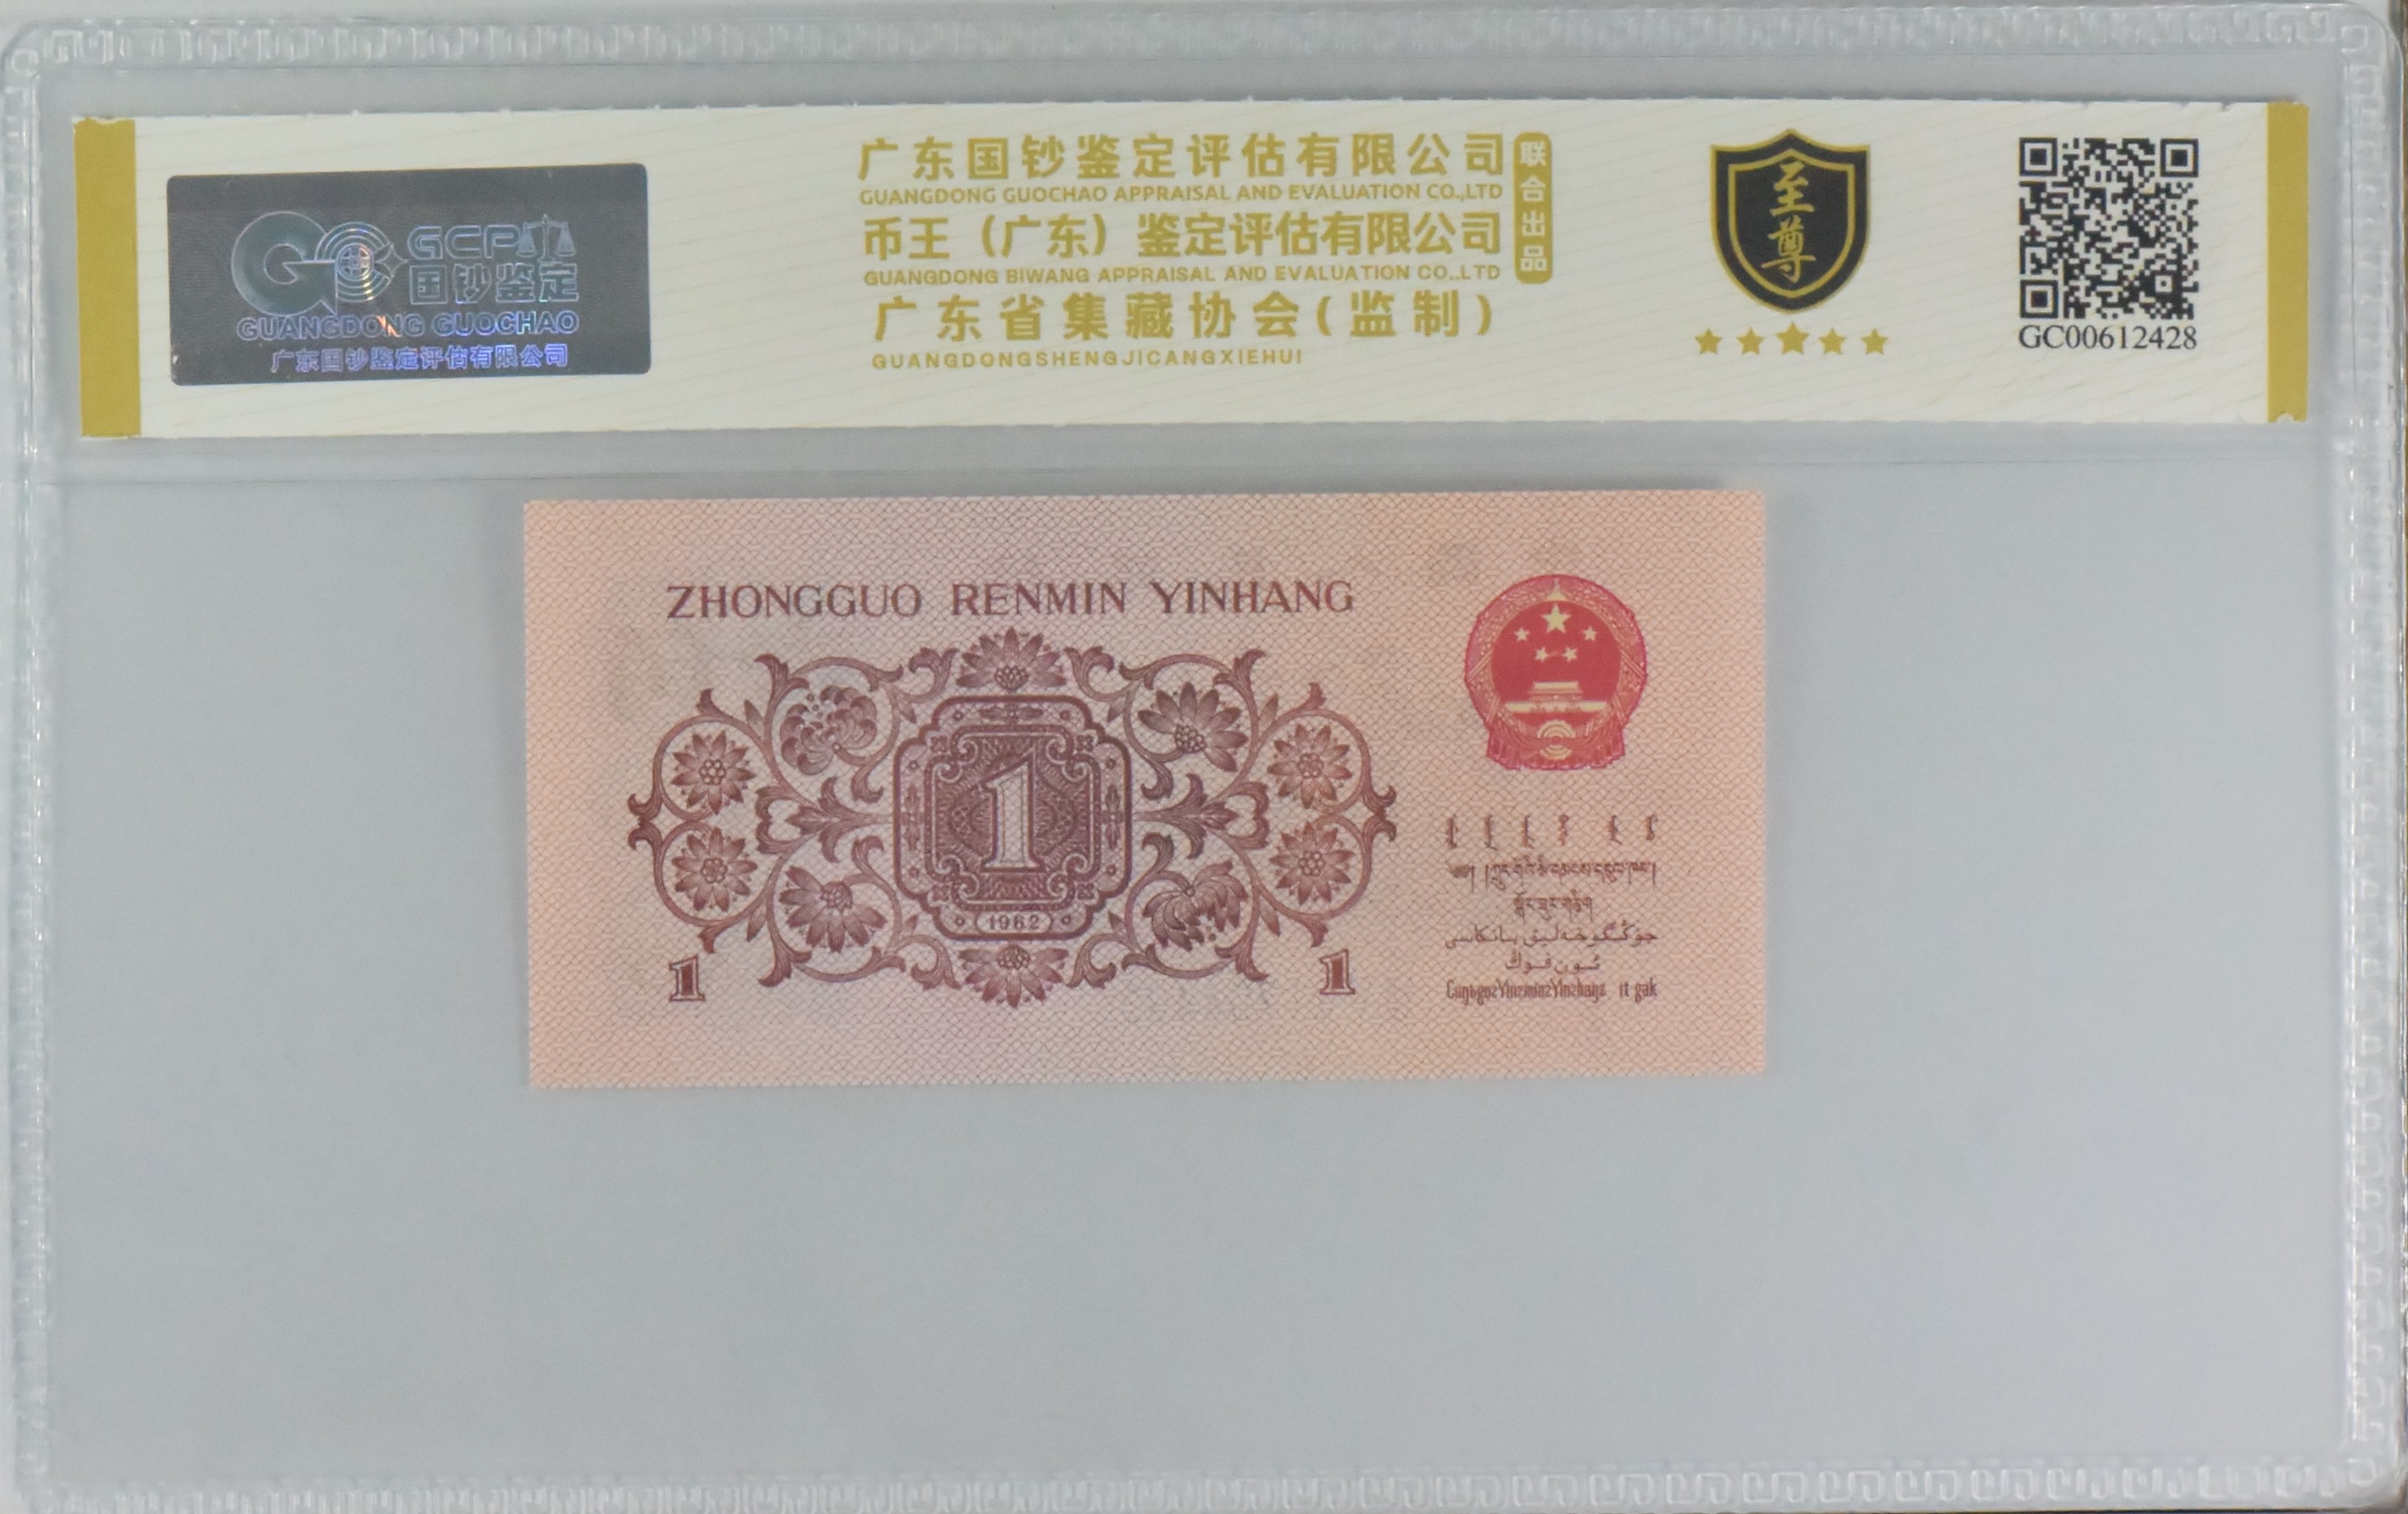 GCP
国钞鉴定
GUANGDONG GUOCHAO
广东国钞鉴定评估有限公司
广东国钞鉴定评估有限公司
GUANGDONG GUOCHAO APPRAISAL AND EVALUATION CO.,LTD
币王（广东）鉴定评估有限公司
GUANGDONG BIWANG APPRAISAL AND EVALUATION CO.,LTD
广东省集藏协会(监制)
GUANGDONGSHENGJICANGXIEHUI
联合出品
至尊
GC00612428
ZHONGGUO RENMIN YINHANG
1
1962
1
1
جۇڭگوخەلىق بانكاسى
ئون فۇڭ